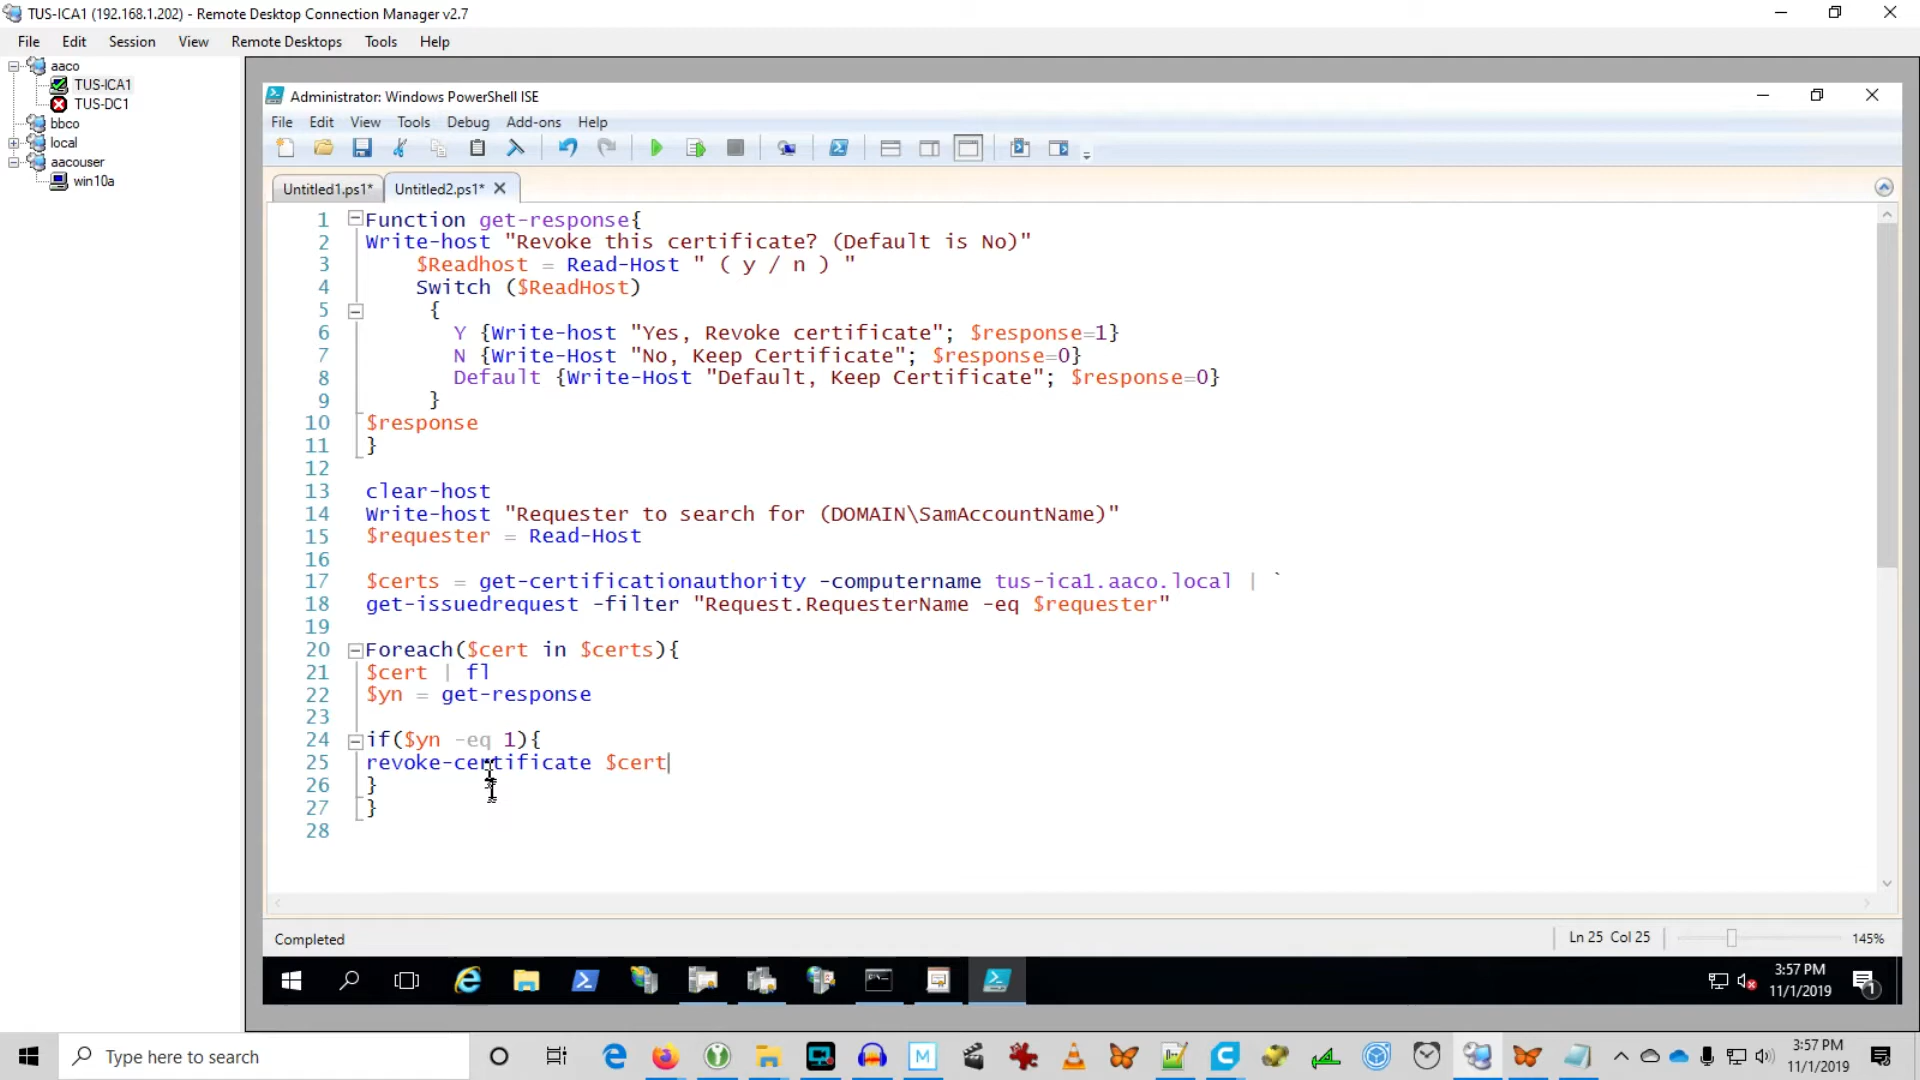 TUS-ICA1 (192.168.1.202) - Remote Desktop Connection Manager v2.7
File Edit Session View Remote Desktops Tools Help
aaco
TUS-ICA1
TUS-DC1
bbco
local
aacouser
win10a
Administrator: Windows PowerShell ISE
File Edit View Tools Debug Add-ons Help
Untitled1.ps1* Untitled2.ps1*
1 Function get-response{
2 Write-host "Revoke this certificate? (Default is No)"
3 $Readhost = Read-Host " ( y / n ) "
4 Switch ($ReadHost)
5 {
6 Y {Write-host "Yes, Revoke certificate"; $response=1}
7 N {Write-Host "No, Keep Certificate"; $response=0}
8 Default {Write-Host "Default, Keep Certificate"; $response=0}
9 }
10 $response
11 }
12
13 clear-host
14 Write-host "Requester to search for (DOMAIN\SamAccountName)"
15 $requester = Read-Host
16
17 $certs = get-certificationauthority -computername tus-ica1.aaco.local | `
18 get-issuedrequest -filter "Request.RequesterName -eq $requester"
19
20 Foreach($cert in $certs){
21 $cert | fl
22 $yn = get-response
23
24 if($yn -eq 1){
25 revoke-certificate $cert
26 }
27 }
28
Completed Ln 25 Col 25 145%
3:57 PM
11/1/2019
1
Type here to search
3:57 PM
11/1/2019